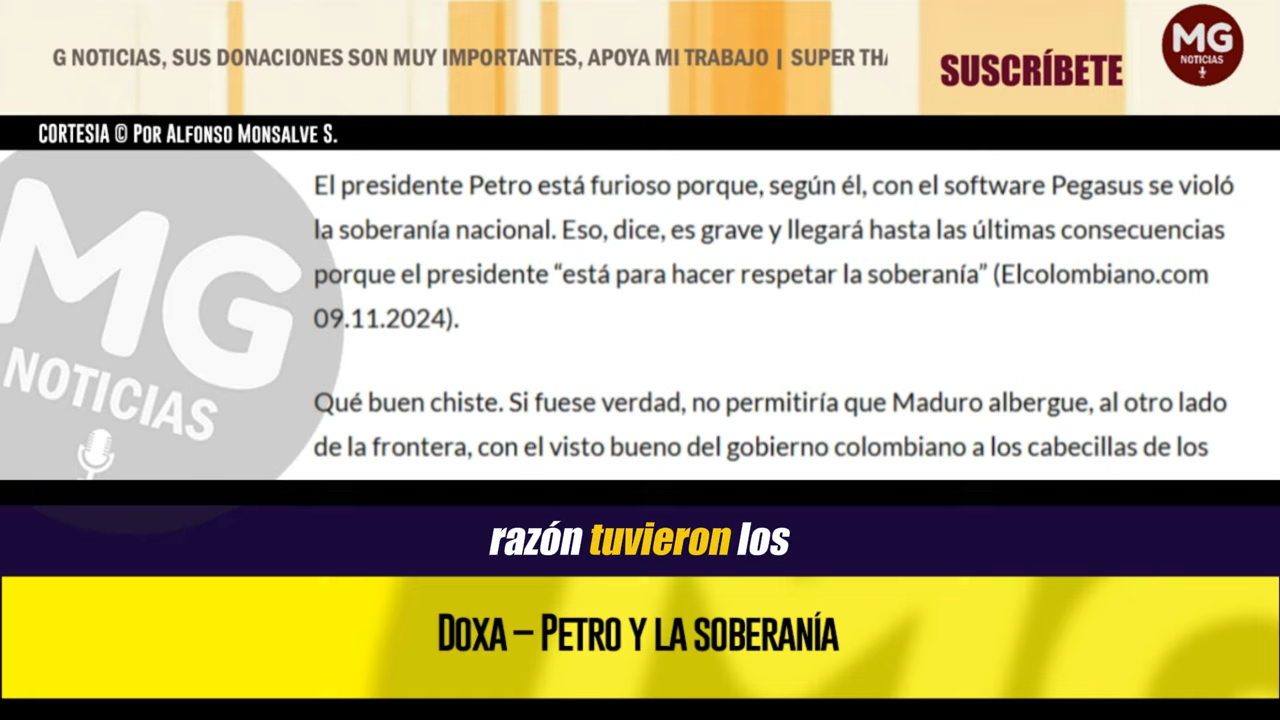 G NOTICIAS, SUS DONACIONES SON MUY IMPORTANTES, APOYA MI TRABAJO | SUPER THA
SUSCRÍBETE
MG
NOTICIAS
CORTESIA © POR ALFONSO MONSALVE S.
El presidente Petro está furioso porque, según él, con el software Pegasus se violó
la soberanía nacional. Eso, dice, es grave y llegará hasta las últimas consecuencias
porque el presidente “está para hacer respetar la soberanía” (Elcolombiano.com
09.11.2024).
Qué buen chiste. Si fuese verdad, no permitiría que Maduro albergue, al otro lado
de la frontera, con el visto bueno del gobierno colombiano a los cabecillas de los
MG
NOTICIAS
razón tuvieron los
DOXA – PETRO Y LA SOBERANÍA